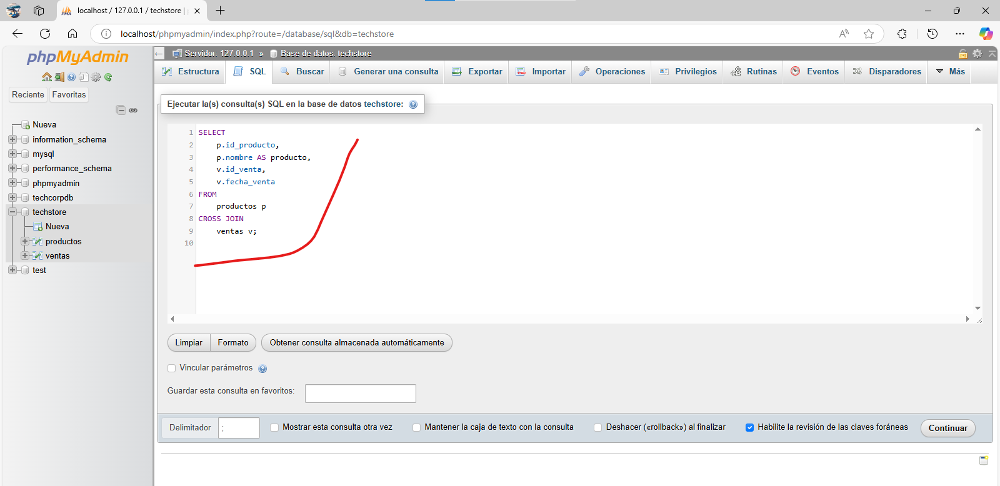 localhost / 127.0.0.1 / techstore |
localhost/phpmyadmin/index.php?route=/database/sql&db=techstore
phpMyAdmin
Reciente Favoritas
Nueva
information_schema
mysql
performance_schema
phpmyadmin
techcorpdb
techstore
Nueva
productos
ventas
test
Servidor: 127.0.0.1 » Base de datos: techstore
Estructura SQL Buscar Generar una consulta Exportar Importar Operaciones Privilegios Rutinas Eventos Disparadores Más
Ejecutar la(s) consulta(s) SQL en la base de datos techstore:
1 SELECT
2 p.id_producto,
3 p.nombre AS producto,
4 v.id_venta,
5 v.fecha_venta
6 FROM
7 productos p
8 CROSS JOIN
9 ventas v;
10
Limpiar Formato Obtener consulta almacenada automáticamente
Vincular parámetros
Guardar esta consulta en favoritos:
Delimitador ; Mostrar esta consulta otra vez Mantener la caja de texto con la consulta Deshacer («rollback») al finalizar Habilite la revisión de las claves foráneas Continuar